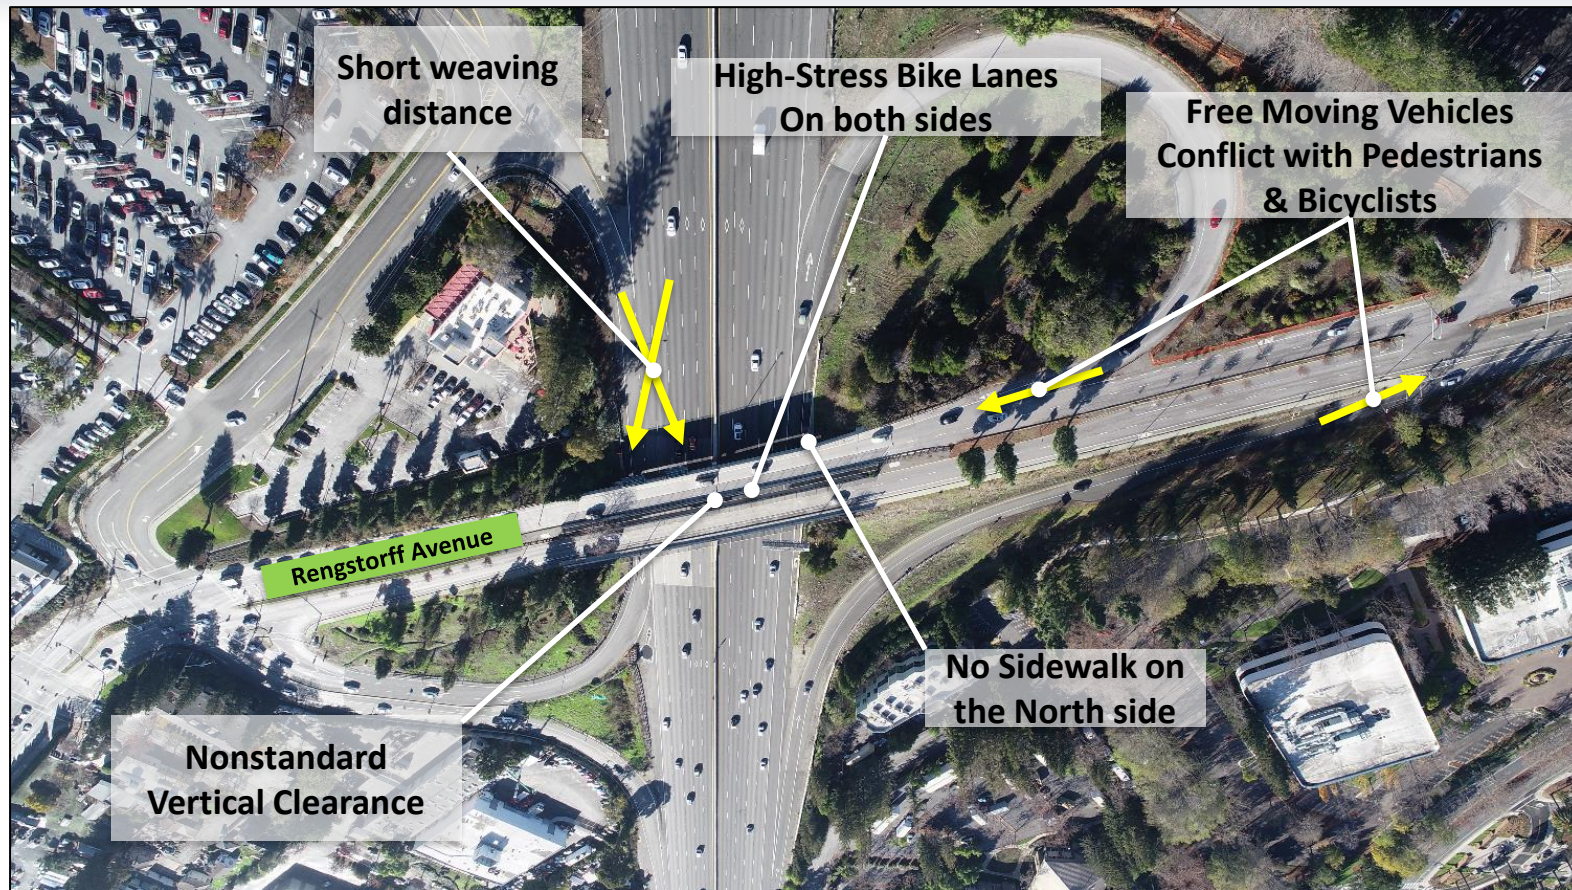 Short weaving
distance
High-Stress Bike Lanes
On both sides
Free Moving Vehicles
Conflict with Pedestrians
& Bicyclists
Rengstorff Avenue
No Sidewalk on
the North side
Nonstandard
Vertical Clearance